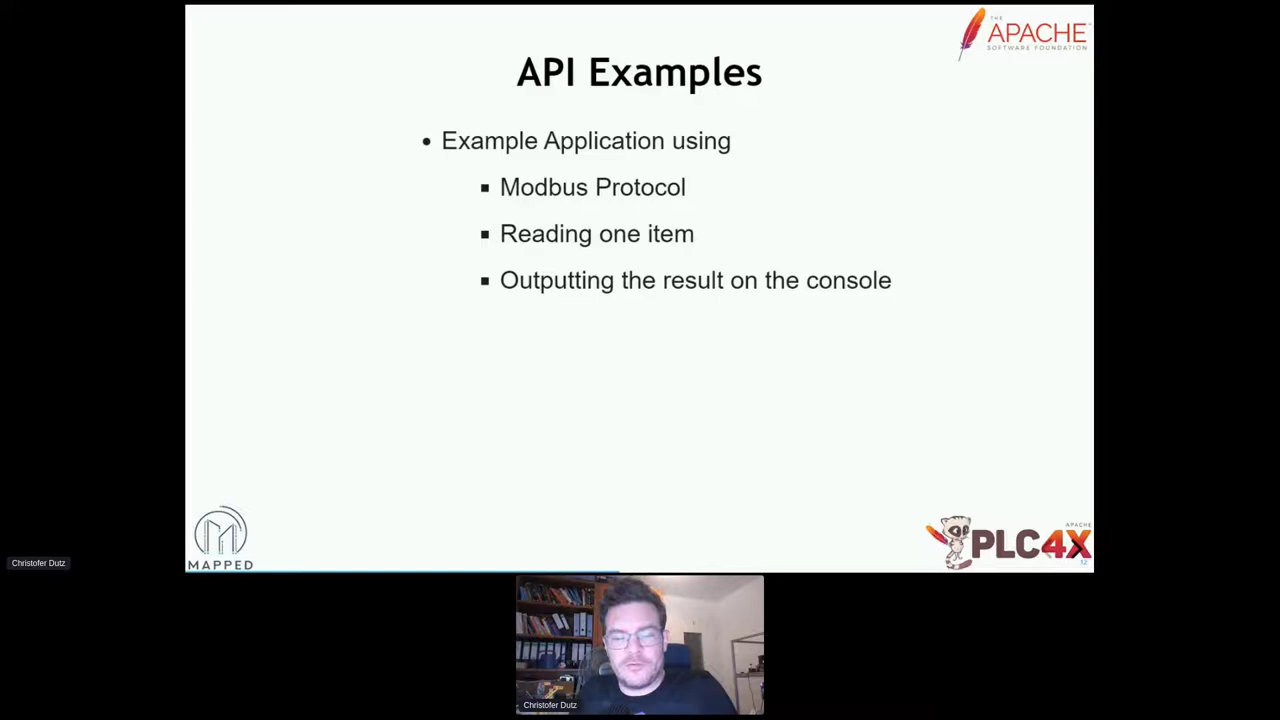 THE
APACHE
SOFTWARE FOUNDATION
API Examples
Example Application using
Modbus Protocol
Reading one item
Outputting the result on the console
MAPPED
APACHE
PLC4X
12
Christofer Dutz
Christofer Dutz